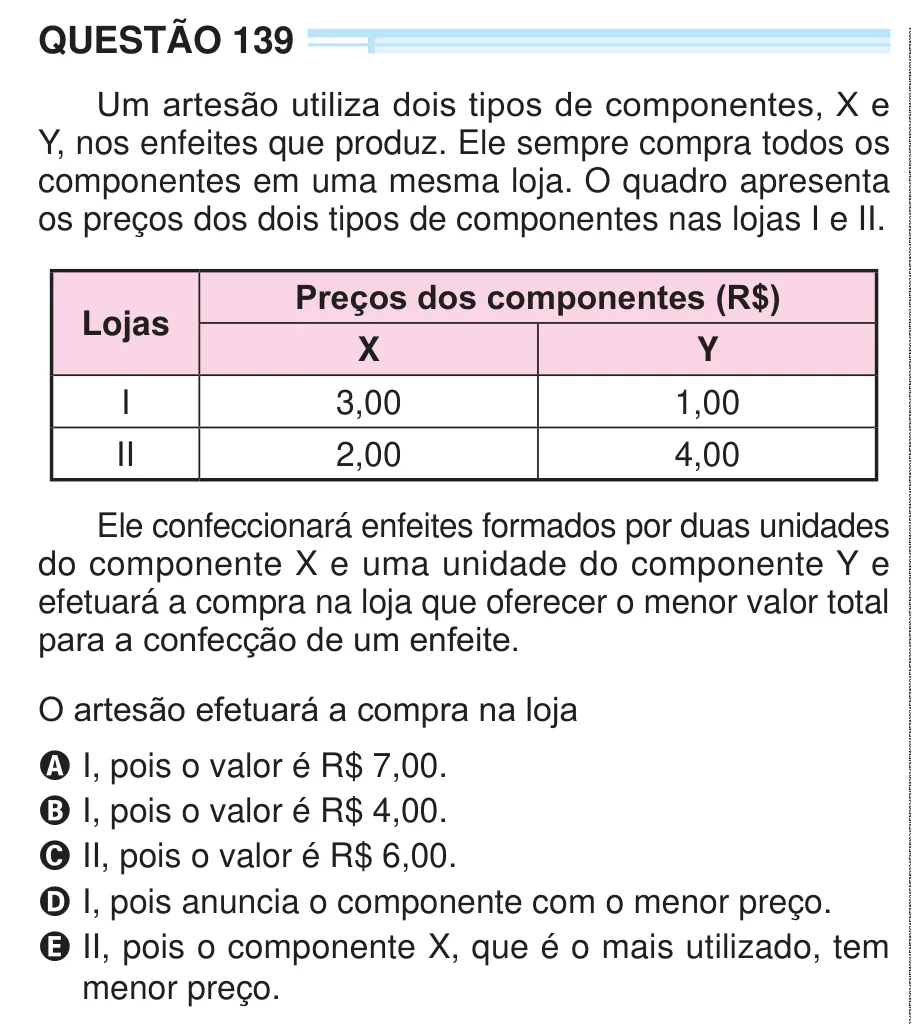 QUESTÃO 139
Um artesão utiliza dois tipos de componentes, X e
Y, nos enfeites que produz. Ele sempre compra todos os
componentes em uma mesma loja. O quadro apresenta
os preços dos dois tipos de componentes nas lojas I e II.
Lojas
Preços dos componentes (R$)
X Y
I 3,00 1,00
II 2,00 4,00
Ele confeccionará enfeites formados por duas unidades
do componente X e uma unidade do componente Y e
efetuará a compra na loja que oferecer o menor valor total
para a confecção de um enfeite.
O artesão efetuará a compra na loja
A I, pois o valor é R$ 7,00.
B I, pois o valor é R$ 4,00.
C II, pois o valor é R$ 6,00.
D I, pois anuncia o componente com o menor preço.
E II, pois o componente X, que é o mais utilizado, tem
menor preço.